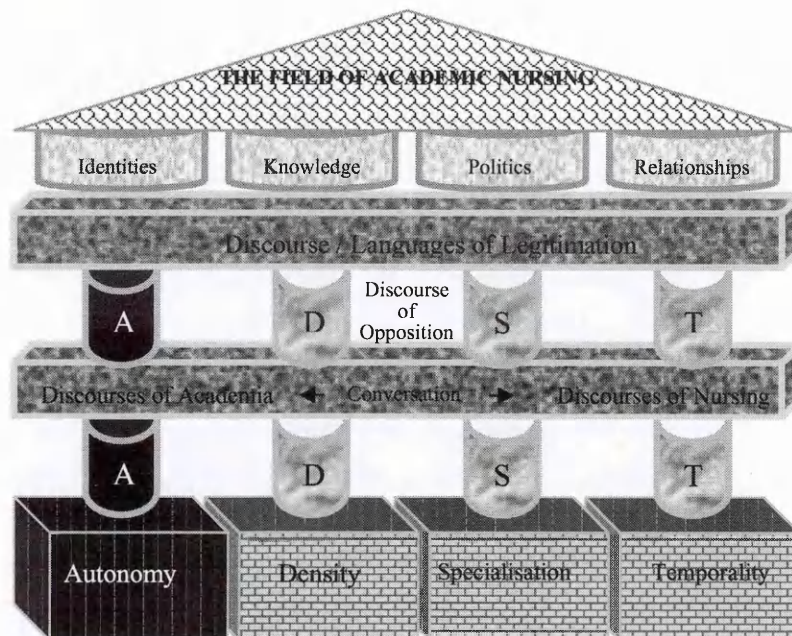 THE FIELD OF ACADEMIC NURSING
Identities Knowledge Politics Relationships
Discourse / Languages of Legitimation
Discourse
of
Opposition
A D S T
Discourses of Academia Conversation Discourses of Nursing
A D S T
Autonomy Density Specialisation Temporality